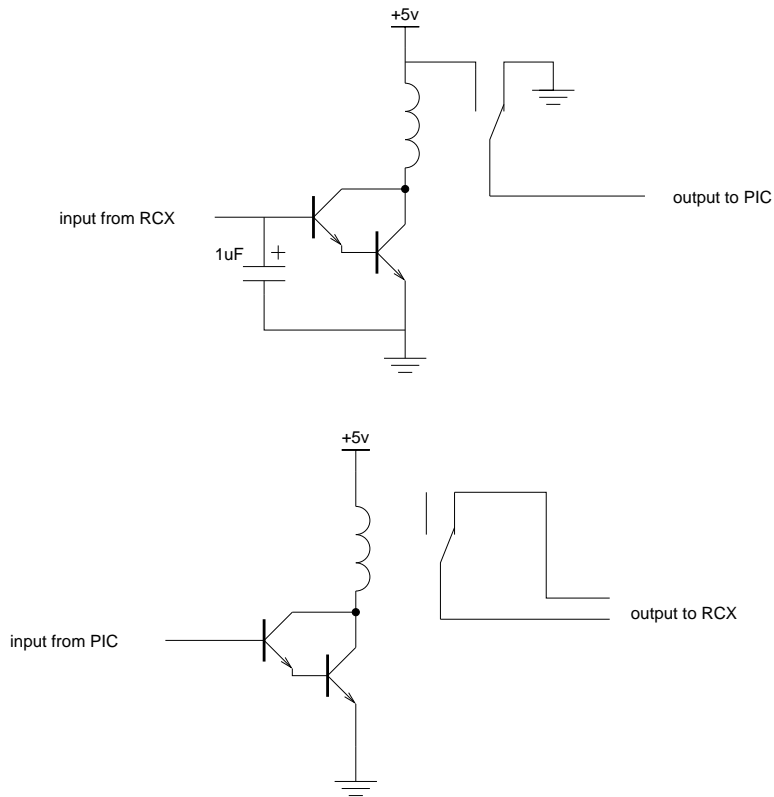 +5v
input from RCX
output to PIC
1uF
+
+5v
input from PIC
output to RCX